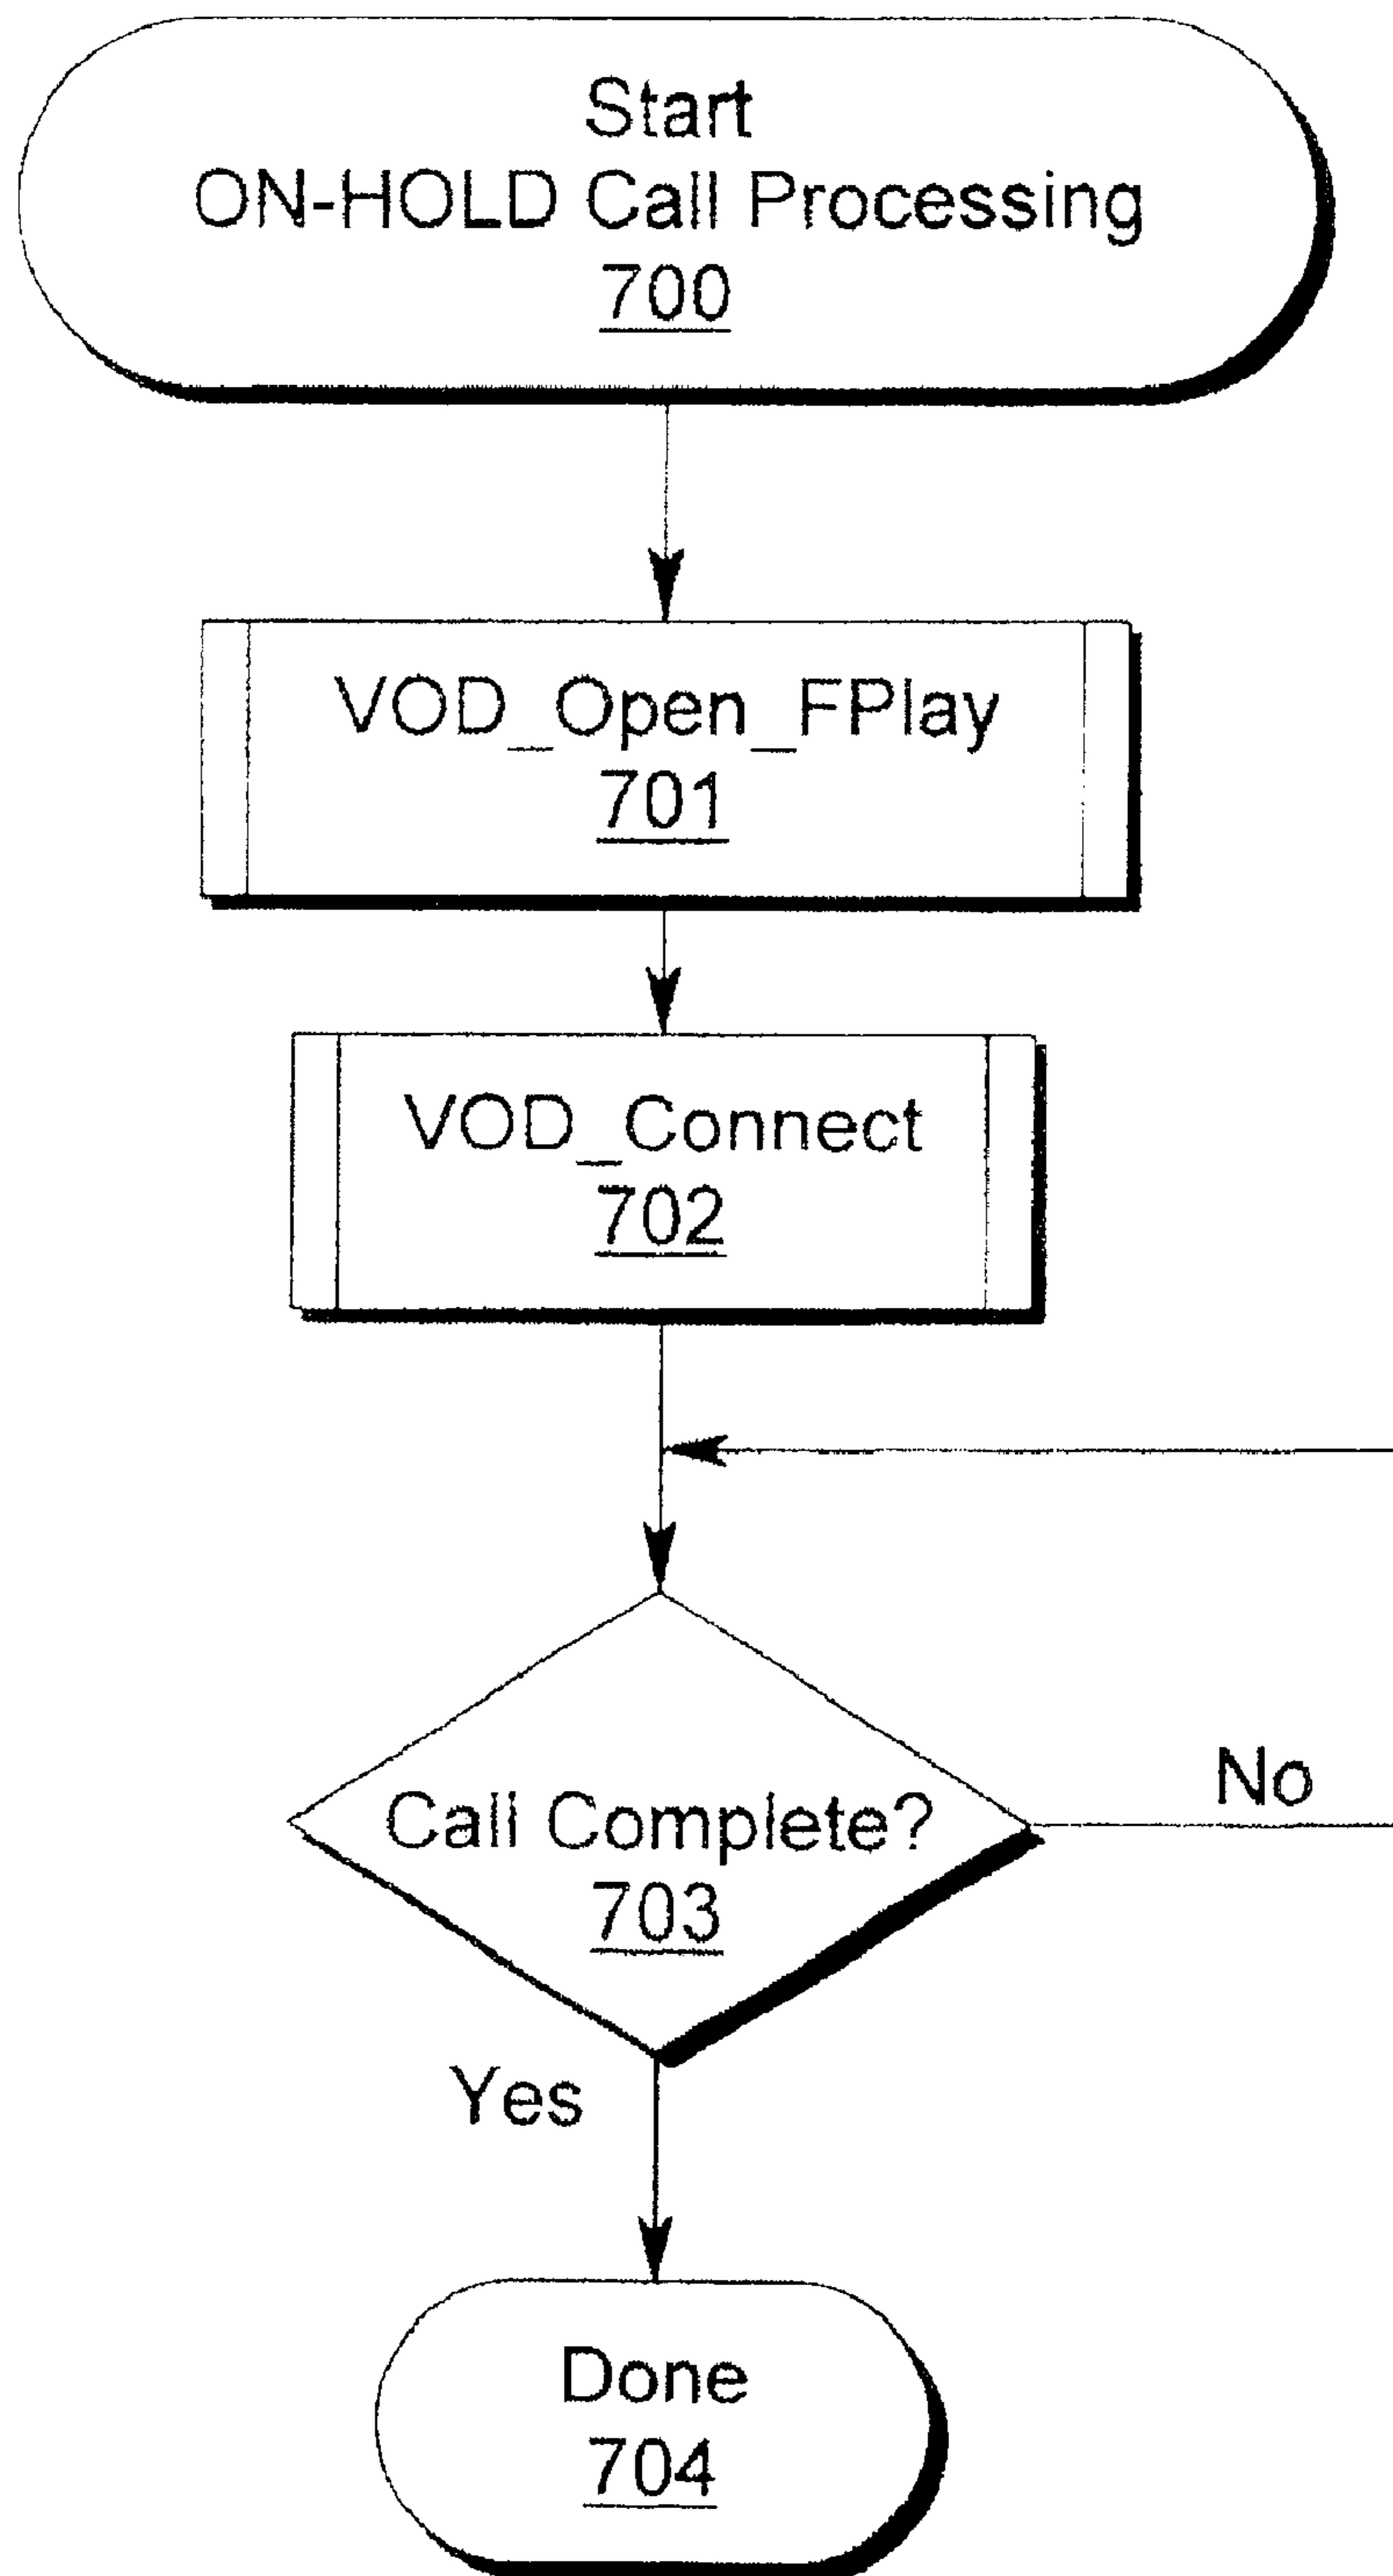 Start
ON-HOLD Call Processing
700
VOD_Open_FPlay
701
VOD_Connect
702
Call Complete?
703
No
Yes
Done
704